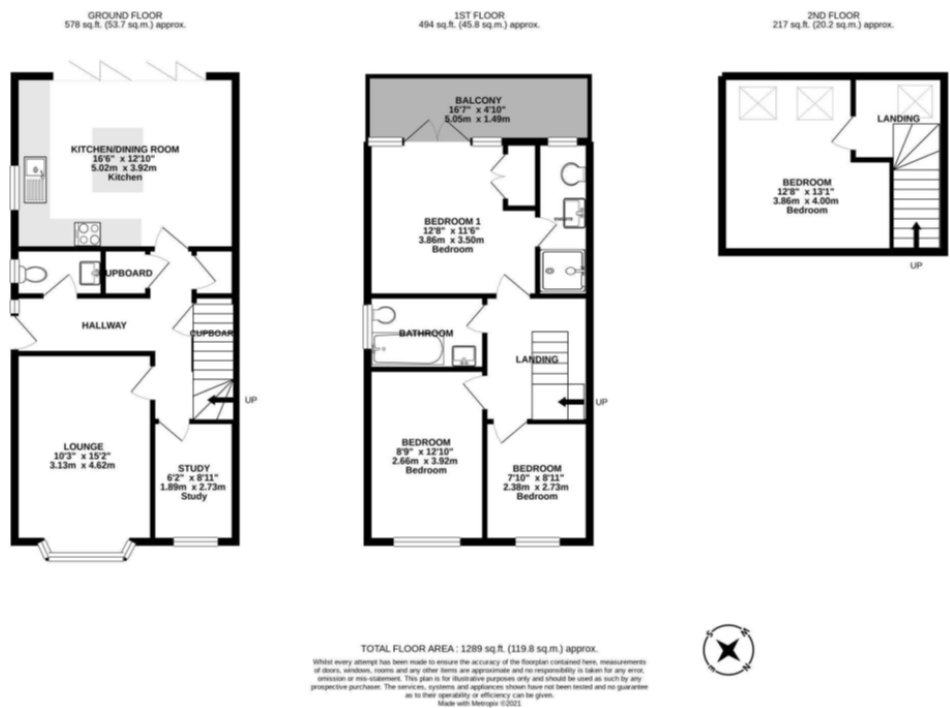 GROUND FLOOR
578 sq.ft. (53.7 sq.m.) approx.
1ST FLOOR
494 sq.ft. (45.8 sq.m.) approx.
2ND FLOOR
217 sq.ft. (20.2 sq.m.) approx.
KITCHEN/DINING ROOM
16'6" x 12'10"
5.02m x 3.92m
Kitchen
UPBOARD
HALLWAY
CUPBOAR
UP
LOUNGE
10'3" x 15'2"
3.13m x 4.62m
STUDY
6'2" x 8'11"
1.89m x 2.73m
Study
BALCONY
16'7" x 4'10"
5.05m x 1.49m
BEDROOM 1
12'8" x 11'6"
3.86m x 3.50m
Bedroom
ENSUITE
BATHROOM
LANDING
UP
BEDROOM
8'9" x 12'10"
2.66m x 3.92m
Bedroom
BEDROOM
7'10" x 8'11"
2.38m x 2.73m
Bedroom
LANDING
BEDROOM
12'8" x 13'1"
3.86m x 4.00m
Bedroom
UP
TOTAL FLOOR AREA : 1289 sq.ft. (119.8 sq.m.) approx.
Whilst every attempt has been made to ensure the accuracy of the floorplan contained here, measurements
of doors, windows, rooms and any other items are approximate and no responsibility is taken for any error,
omission or mis-statement. This plan is for illustrative purposes only and should be used as such by any
prospective purchaser. The services, systems and appliances shown have not been tested and no guarantee
as to their operability or efficiency can be given.
Made with Metropix ©2021
S
W
E
N